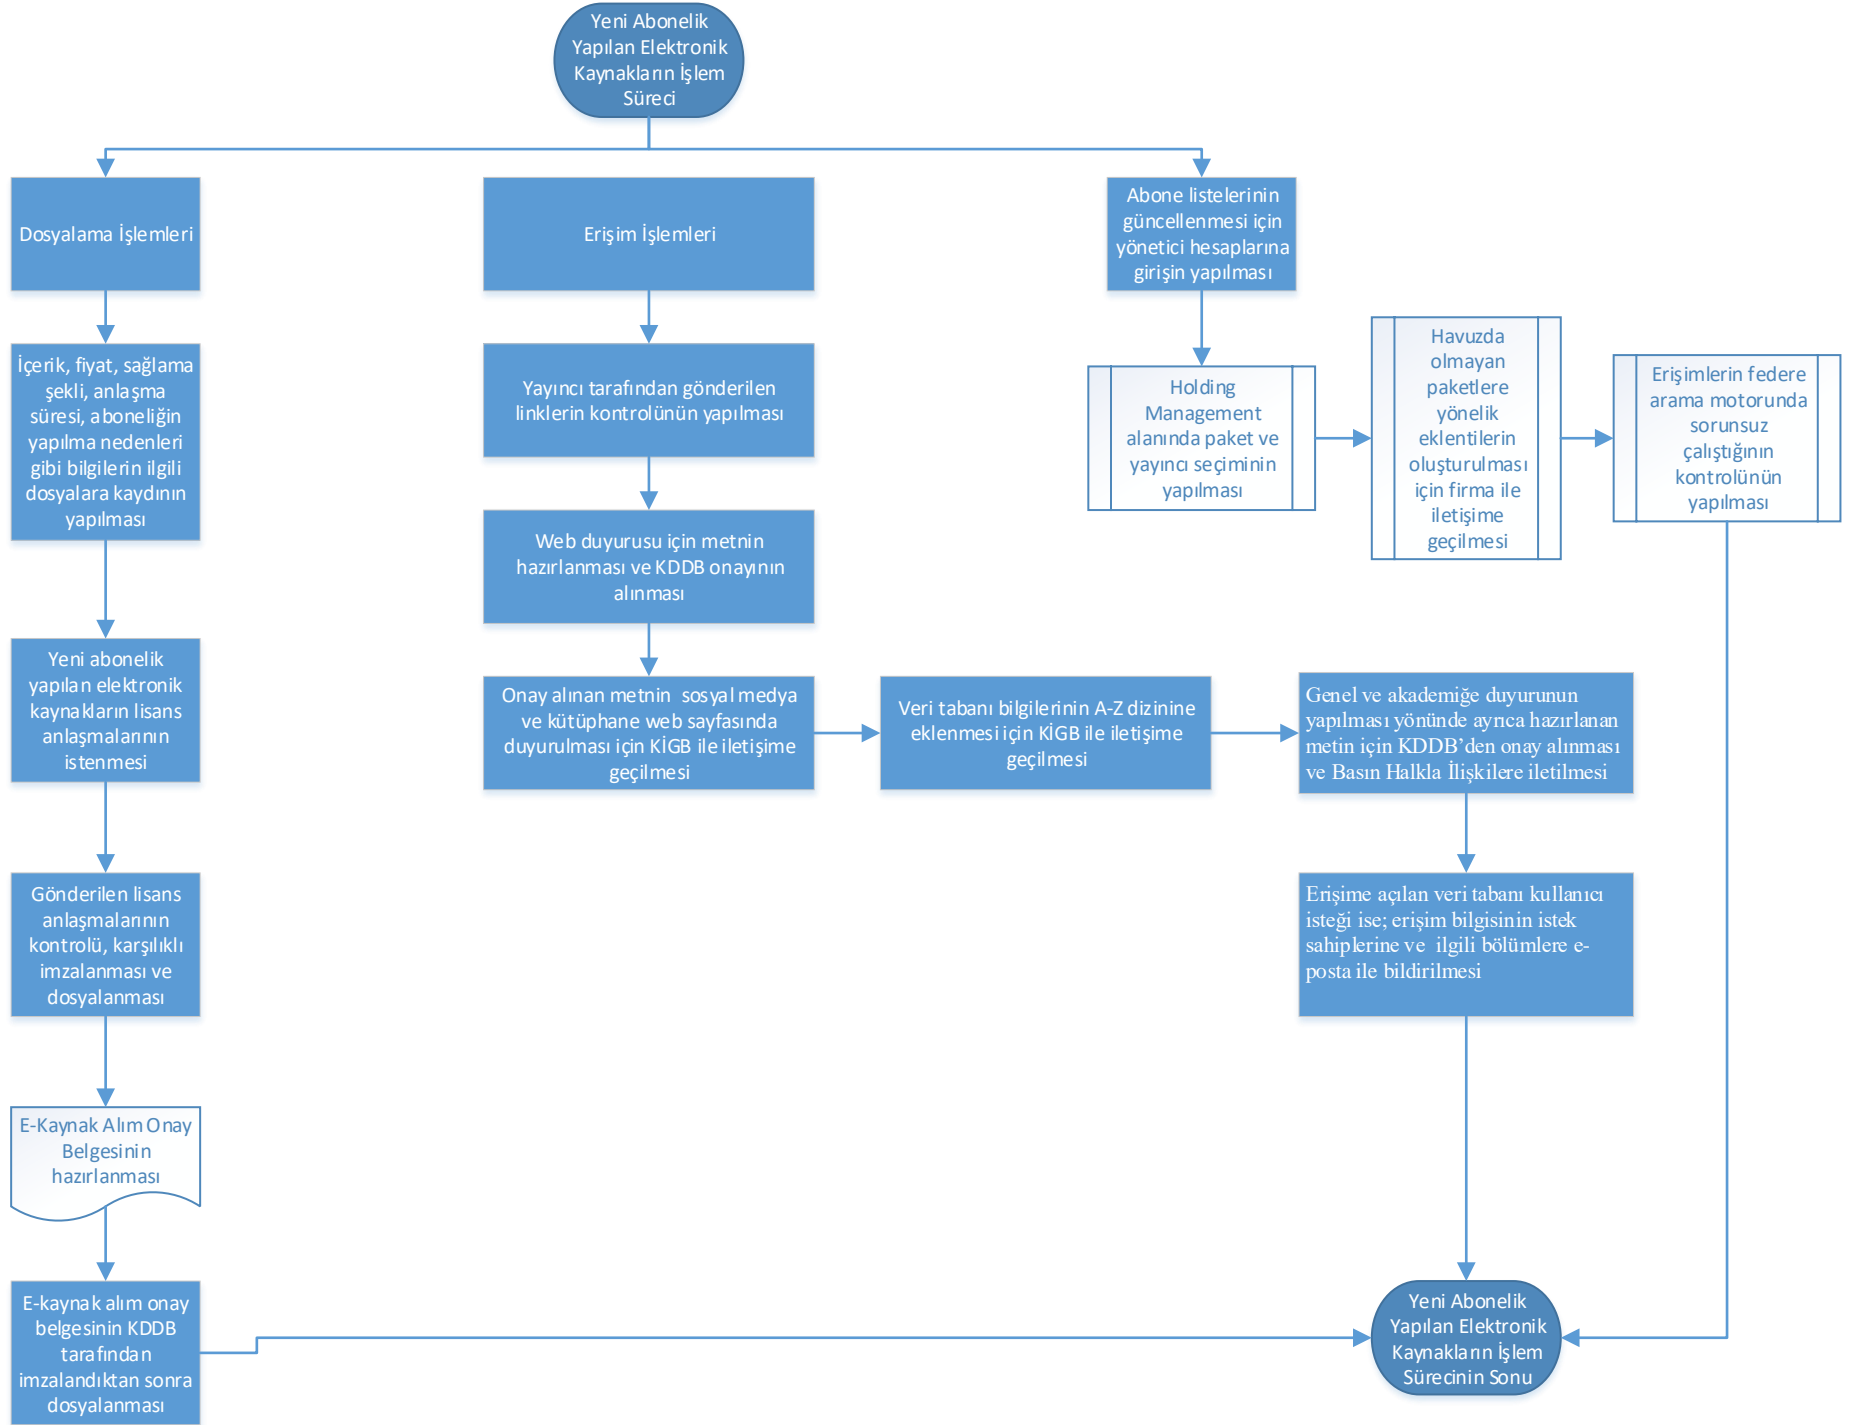 Yeni Abonelik
Yapılan Elektronik
Kaynakların İşlem
Süreci
Dosyalama İşlemleri
İçerik, fiyat, sağlama
şekli, anlaşma
süresi, aboneliğin
yapılma nedenleri
gibi bilgilerin ilgili
dosyalara kaydının
yapılması
Yeni abonelik
yapılan elektronik
kaynakların lisans
anlaşmalarının
istenmesi
Gönderilen lisans
anlaşmalarının
kontrolü, karşılıklı
imzalanması ve
dosyalanması
E-Kaynak Alım Onay
Belgesinin
hazırlanması
E-kaynak alım onay
belgesinin KDDB
tarafından
imzalandıktan sonra
dosyalanması
Erişim İşlemleri
Yayıncı tarafından gönderilen
linklerin kontrolünün yapılması
Web duyurusu için metnin
hazırlanması ve KDDB onayının
alınması
Onay alınan metnin  sosyal medya
ve kütüphane web sayfasında
duyurulması için KİGB ile iletişime
geçilmesi
Veri tabanı bilgilerinin A-Z dizinine
eklenmesi için KİGB ile iletişime
geçilmesi
Genel ve akademiğe duyurunun
yapılması yönünde ayrıca hazırlanan
metin için KDDB’den onay alınması
ve Basın Halkla İlişkilere iletilmesi
Erişime açılan veri tabanı kullanıcı
isteği ise; erişim bilgisinin istek
sahiplerine ve  ilgili bölümlere e-
posta ile bildirilmesi
Abone listelerinin
güncellenmesi için
yönetici hesaplarına
girişin yapılması
Holding
Management
alanında paket ve
yayıncı seçiminin
yapılması
Havuzda
olmayan
paketlere
yönelik
eklentilerin
oluşturulması
için firma ile
iletişime
geçilmesi
Erişimlerin federe
arama motorunda
sorunsuz
çalıştığının
kontrolünün
yapılması
Yeni Abonelik
Yapılan Elektronik
Kaynakların İşlem
Sürecinin Sonu